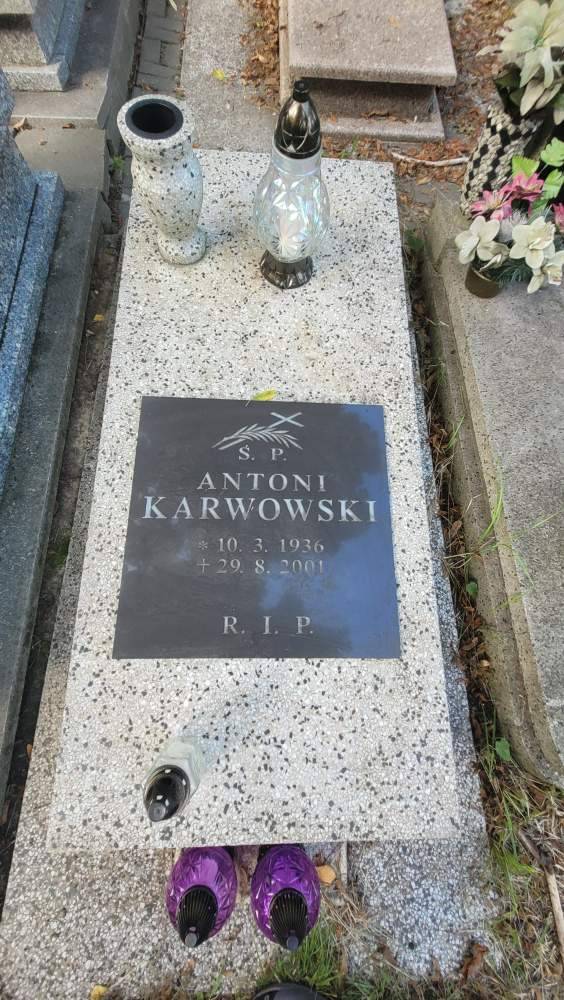 Ś. P.
ANTONI
KARWOWSKI
* 10. 3. 1936
+ 29. 8. 2001
R. I. P.